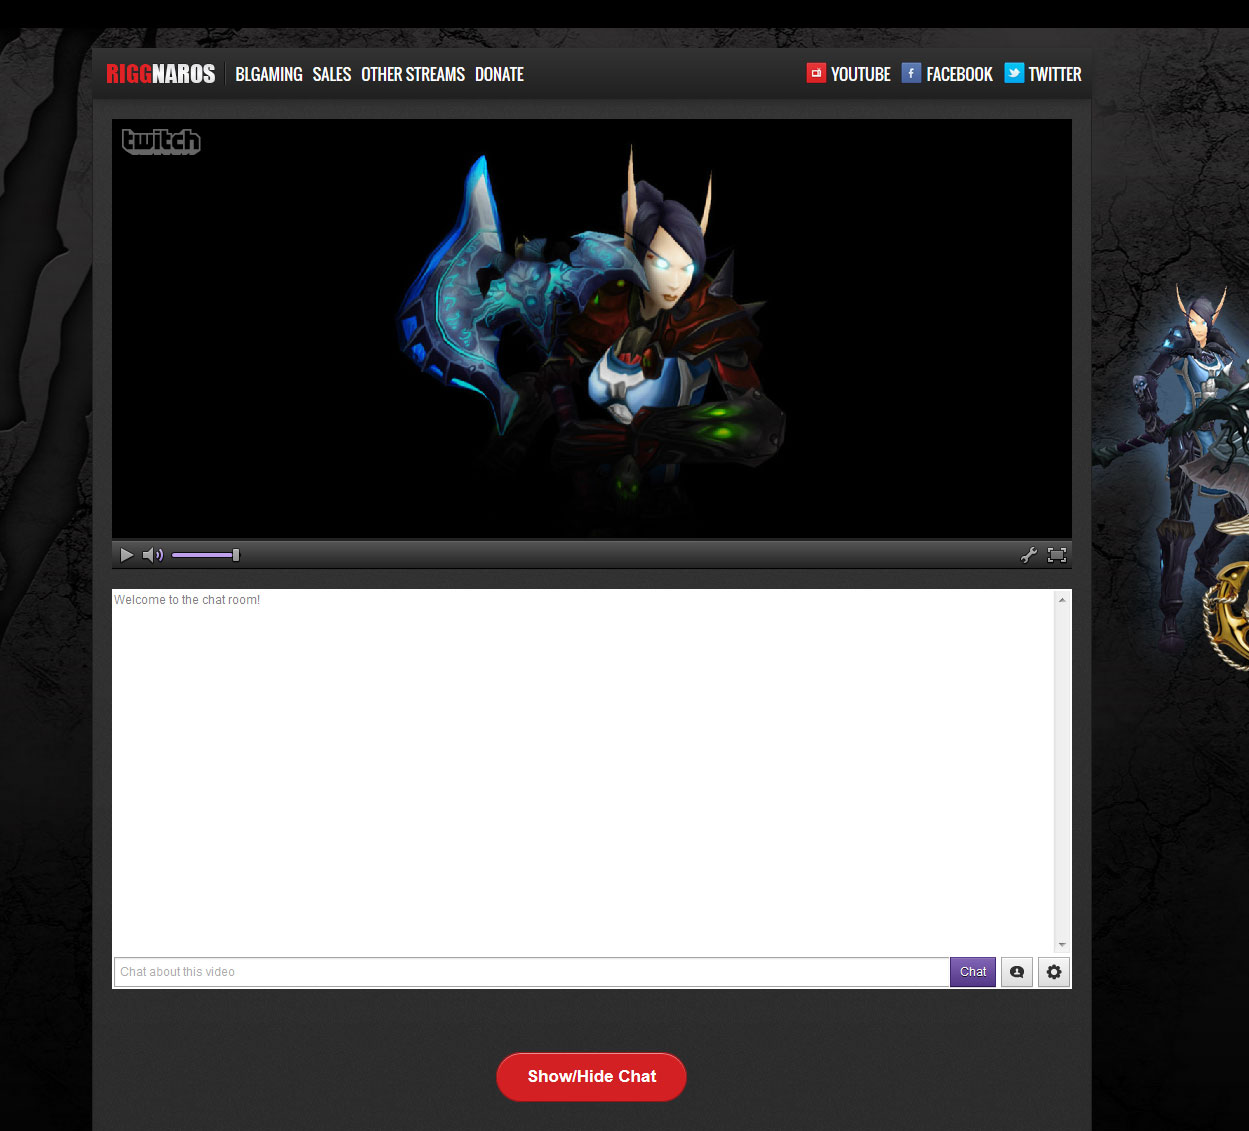 RIGGNAROS BLGAMING SALES OTHER STREAMS DONATE YOUTUBE FACEBOOK TWITTER
twitch
Welcome to the chat room!
Chat about this video Chat
Show/Hide Chat